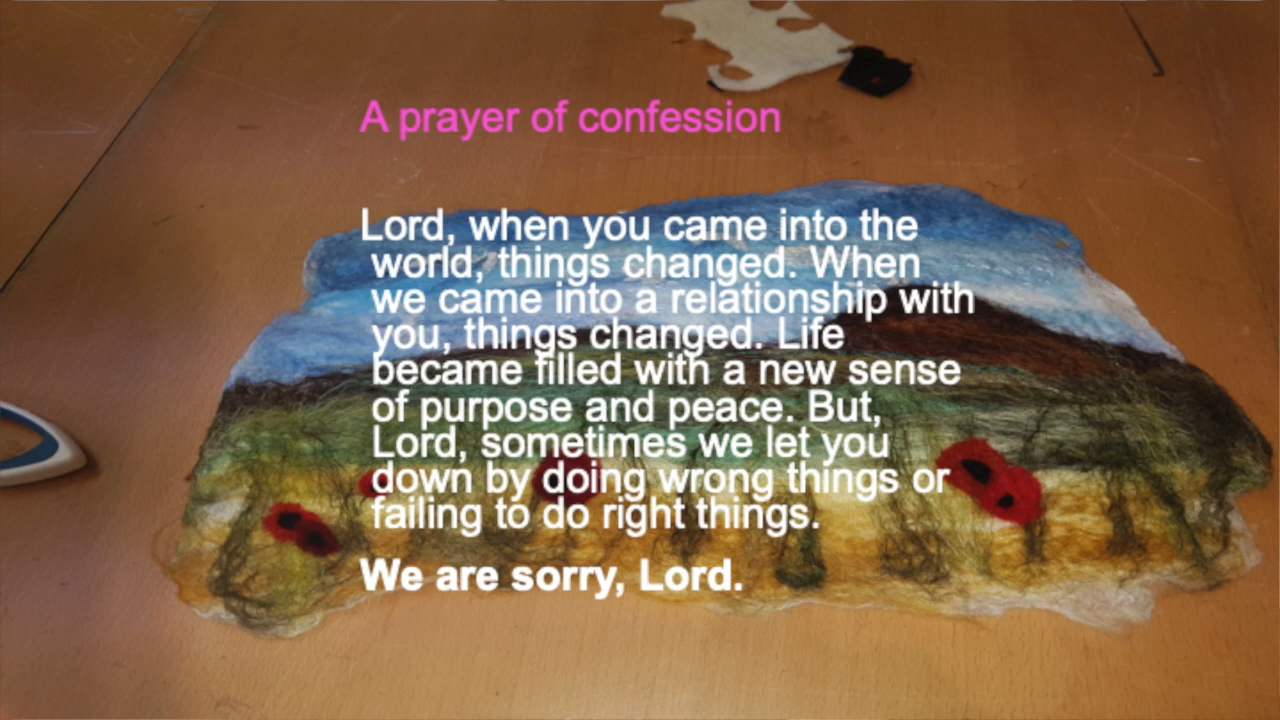 A prayer of confession
Lord, when you came into the
world, things changed. When
we came into a relationship with
you, things changed. Life
became filled with a new sense
of purpose and peace. But,
Lord, sometimes we let you
down by doing wrong things or
failing to do right things.
We are sorry, Lord.